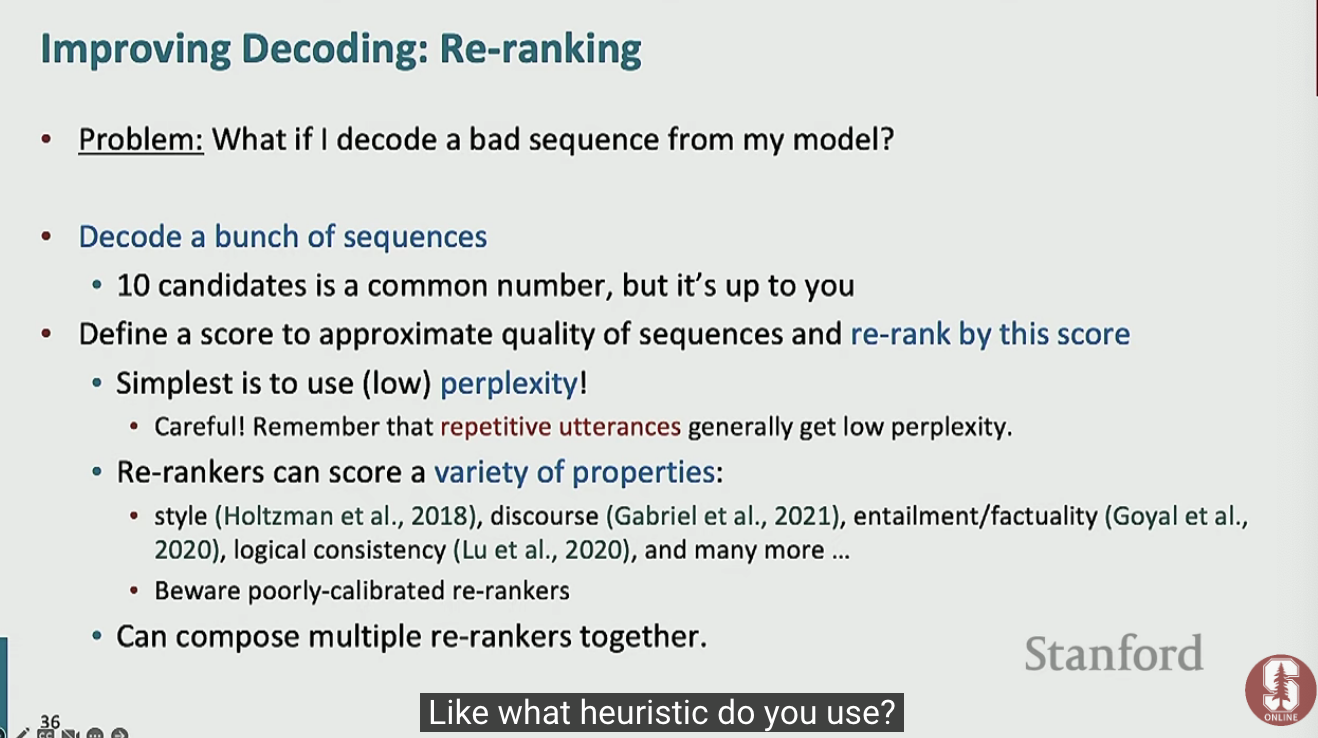 Improving Decoding: Re-ranking
• Problem: What if I decode a bad sequence from my model?
• Decode a bunch of sequences
• 10 candidates is a common number, but it's up to you
• Define a score to approximate quality of sequences and re-rank by this score
• Simplest is to use (low) perplexity!
• Careful! Remember that repetitive utterances generally get low perplexity.
• Re-rankers can score a variety of properties:
• style (Holtzman et al., 2018), discourse (Gabriel et al., 2021), entailment/factuality (Goyal et al.,
2020), logical consistency (Lu et al., 2020), and many more ...
• Beware poorly-calibrated re-rankers
• Can compose multiple re-rankers together.
Stanford
S
ONLINE
Like what heuristic do you use?
36